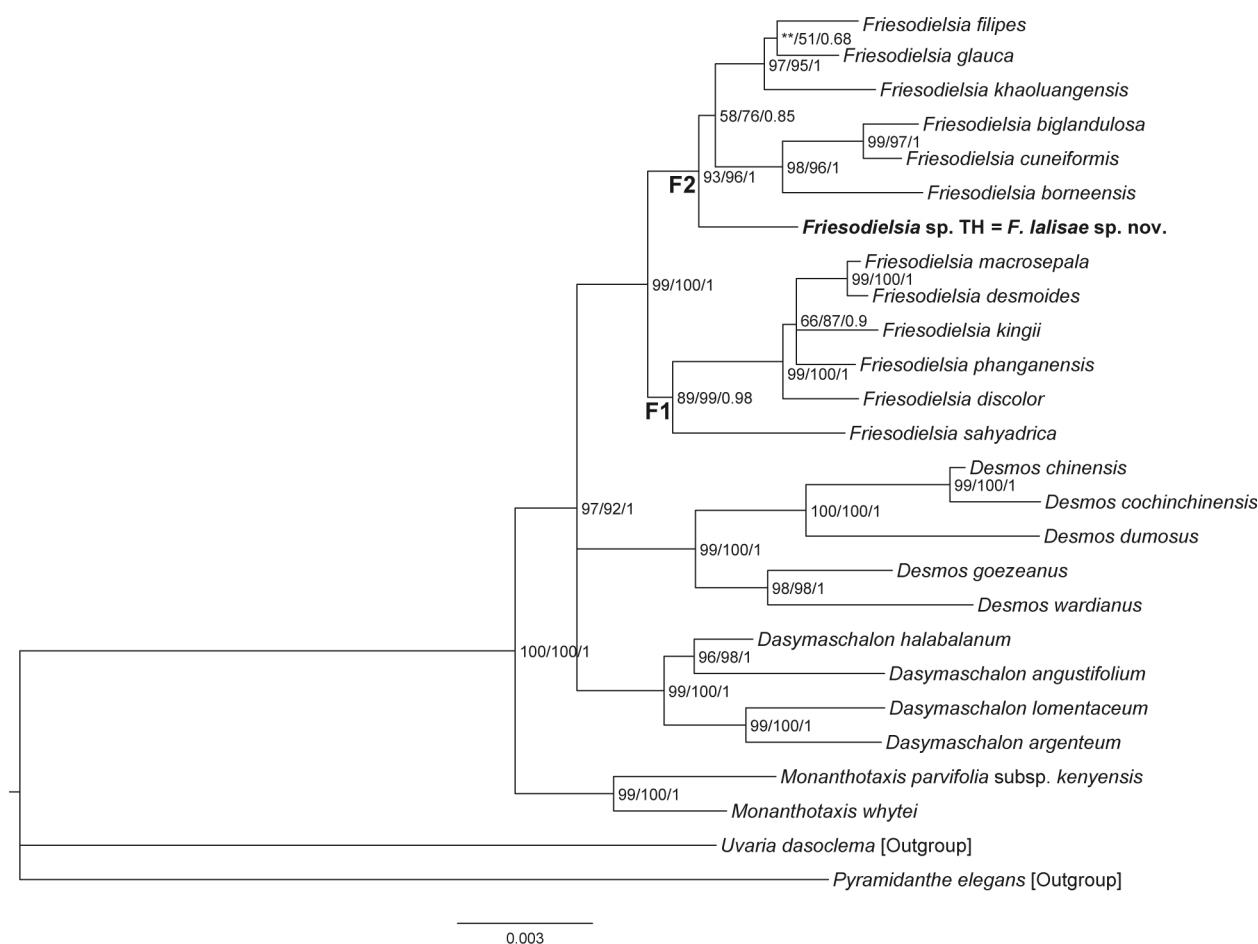 Friesodielsia filipes
**/51/0.68
Friesodielsia glauca
97/95/1
Friesodielsia khaoluangensis
58/76/0.85
Friesodielsia biglandulosa
99/97/1
Friesodielsia cuneiformis
98/96/1
F2
93/96/1
Friesodielsia borneensis
Friesodielsia sp. TH = F. lalisae sp. nov.
Friesodielsia macrosepala
99/100/1
99/100/1
Friesodielsia desmoides
66/87/0.9
Friesodielsia kingii
Friesodielsia phanganensis
99/100/1
F1
89/99/0.98
Friesodielsia discolor
Friesodielsia sahyadrica
Desmos chinensis
99/100/1
Desmos cochinchinensis
97/92/1
100/100/1
Desmos dumosus
99/100/1
Desmos goezeanus
98/98/1
Desmos wardianus
Dasymaschalon halabalanum
100/100/1
96/98/1
Dasymaschalon angustifolium
99/100/1
Dasymaschalon lomentaceum
99/100/1
Dasymaschalon argenteum
Monanthotaxis parvifolia subsp. kenyensis
99/100/1
Monanthotaxis whytei
Uvaria dasoclema [Outgroup]
Pyramidanthe elegans [Outgroup]
0.003